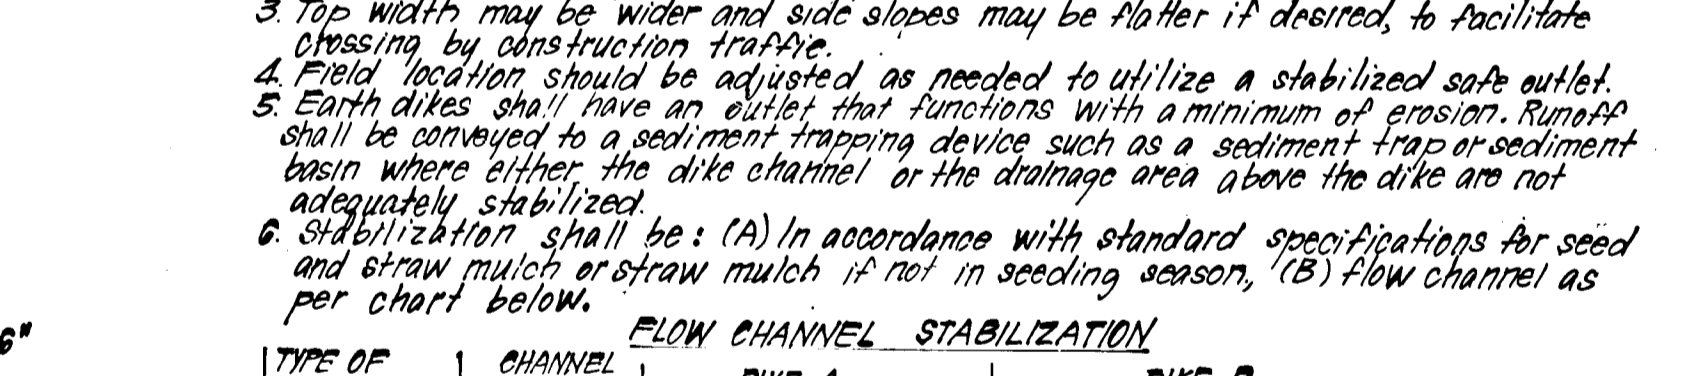 3. Top width may be wider and side slopes may be flatter if desired, to facilitate
crossing by construction traffic.
4. Field location should be adjusted as needed to utilize a stabilized safe outlet.
5. Earth dikes shall have an outlet that functions with a minimum of erosion. Runoff
shall be conveyed to a sediment trapping device such as a sediment trap or sediment
basin where either the dike channel or the drainage area above the dike are not
adequately stabilized.
6. Stabilization shall be: (A) In accordance with standard specifications for seed
and straw mulch or straw mulch if not in seeding season, (B) flow channel as
per chart below.
6"
FLOW CHANNEL STABILIZATION
TYPE OF CHANNEL